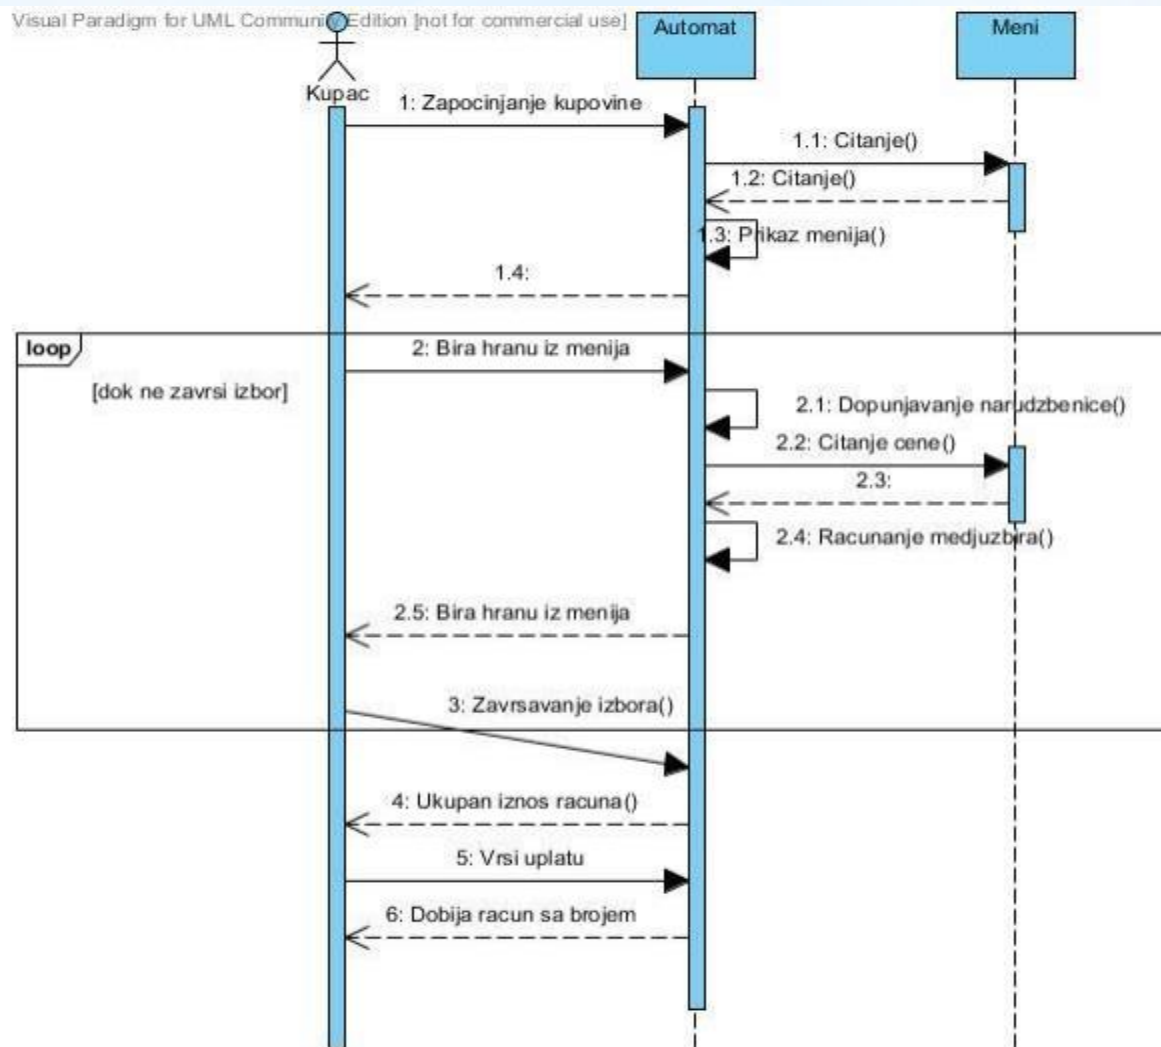 Visual Paradigm for UML Community Edition [not for commercial use]
Automat
Meni
Kupac
1: Zapocinjanje kupovine
1.1: Citanje()
1.2: Citanje()
1.3: Prikaz menija()
1.4:
loop
2: Bira hranu iz menija
[dok ne zavrsi izbor]
2.1: Dopunjavanje narudzbenice()
2.2: Citanje cene()
2.3:
2.4: Racunanje medjuzbira()
2.5: Bira hranu iz menija
3: Zavrsavanje izbora()
4: Ukupan iznos racuna()
5: Vrsi uplatu
6: Dobija racun sa brojem